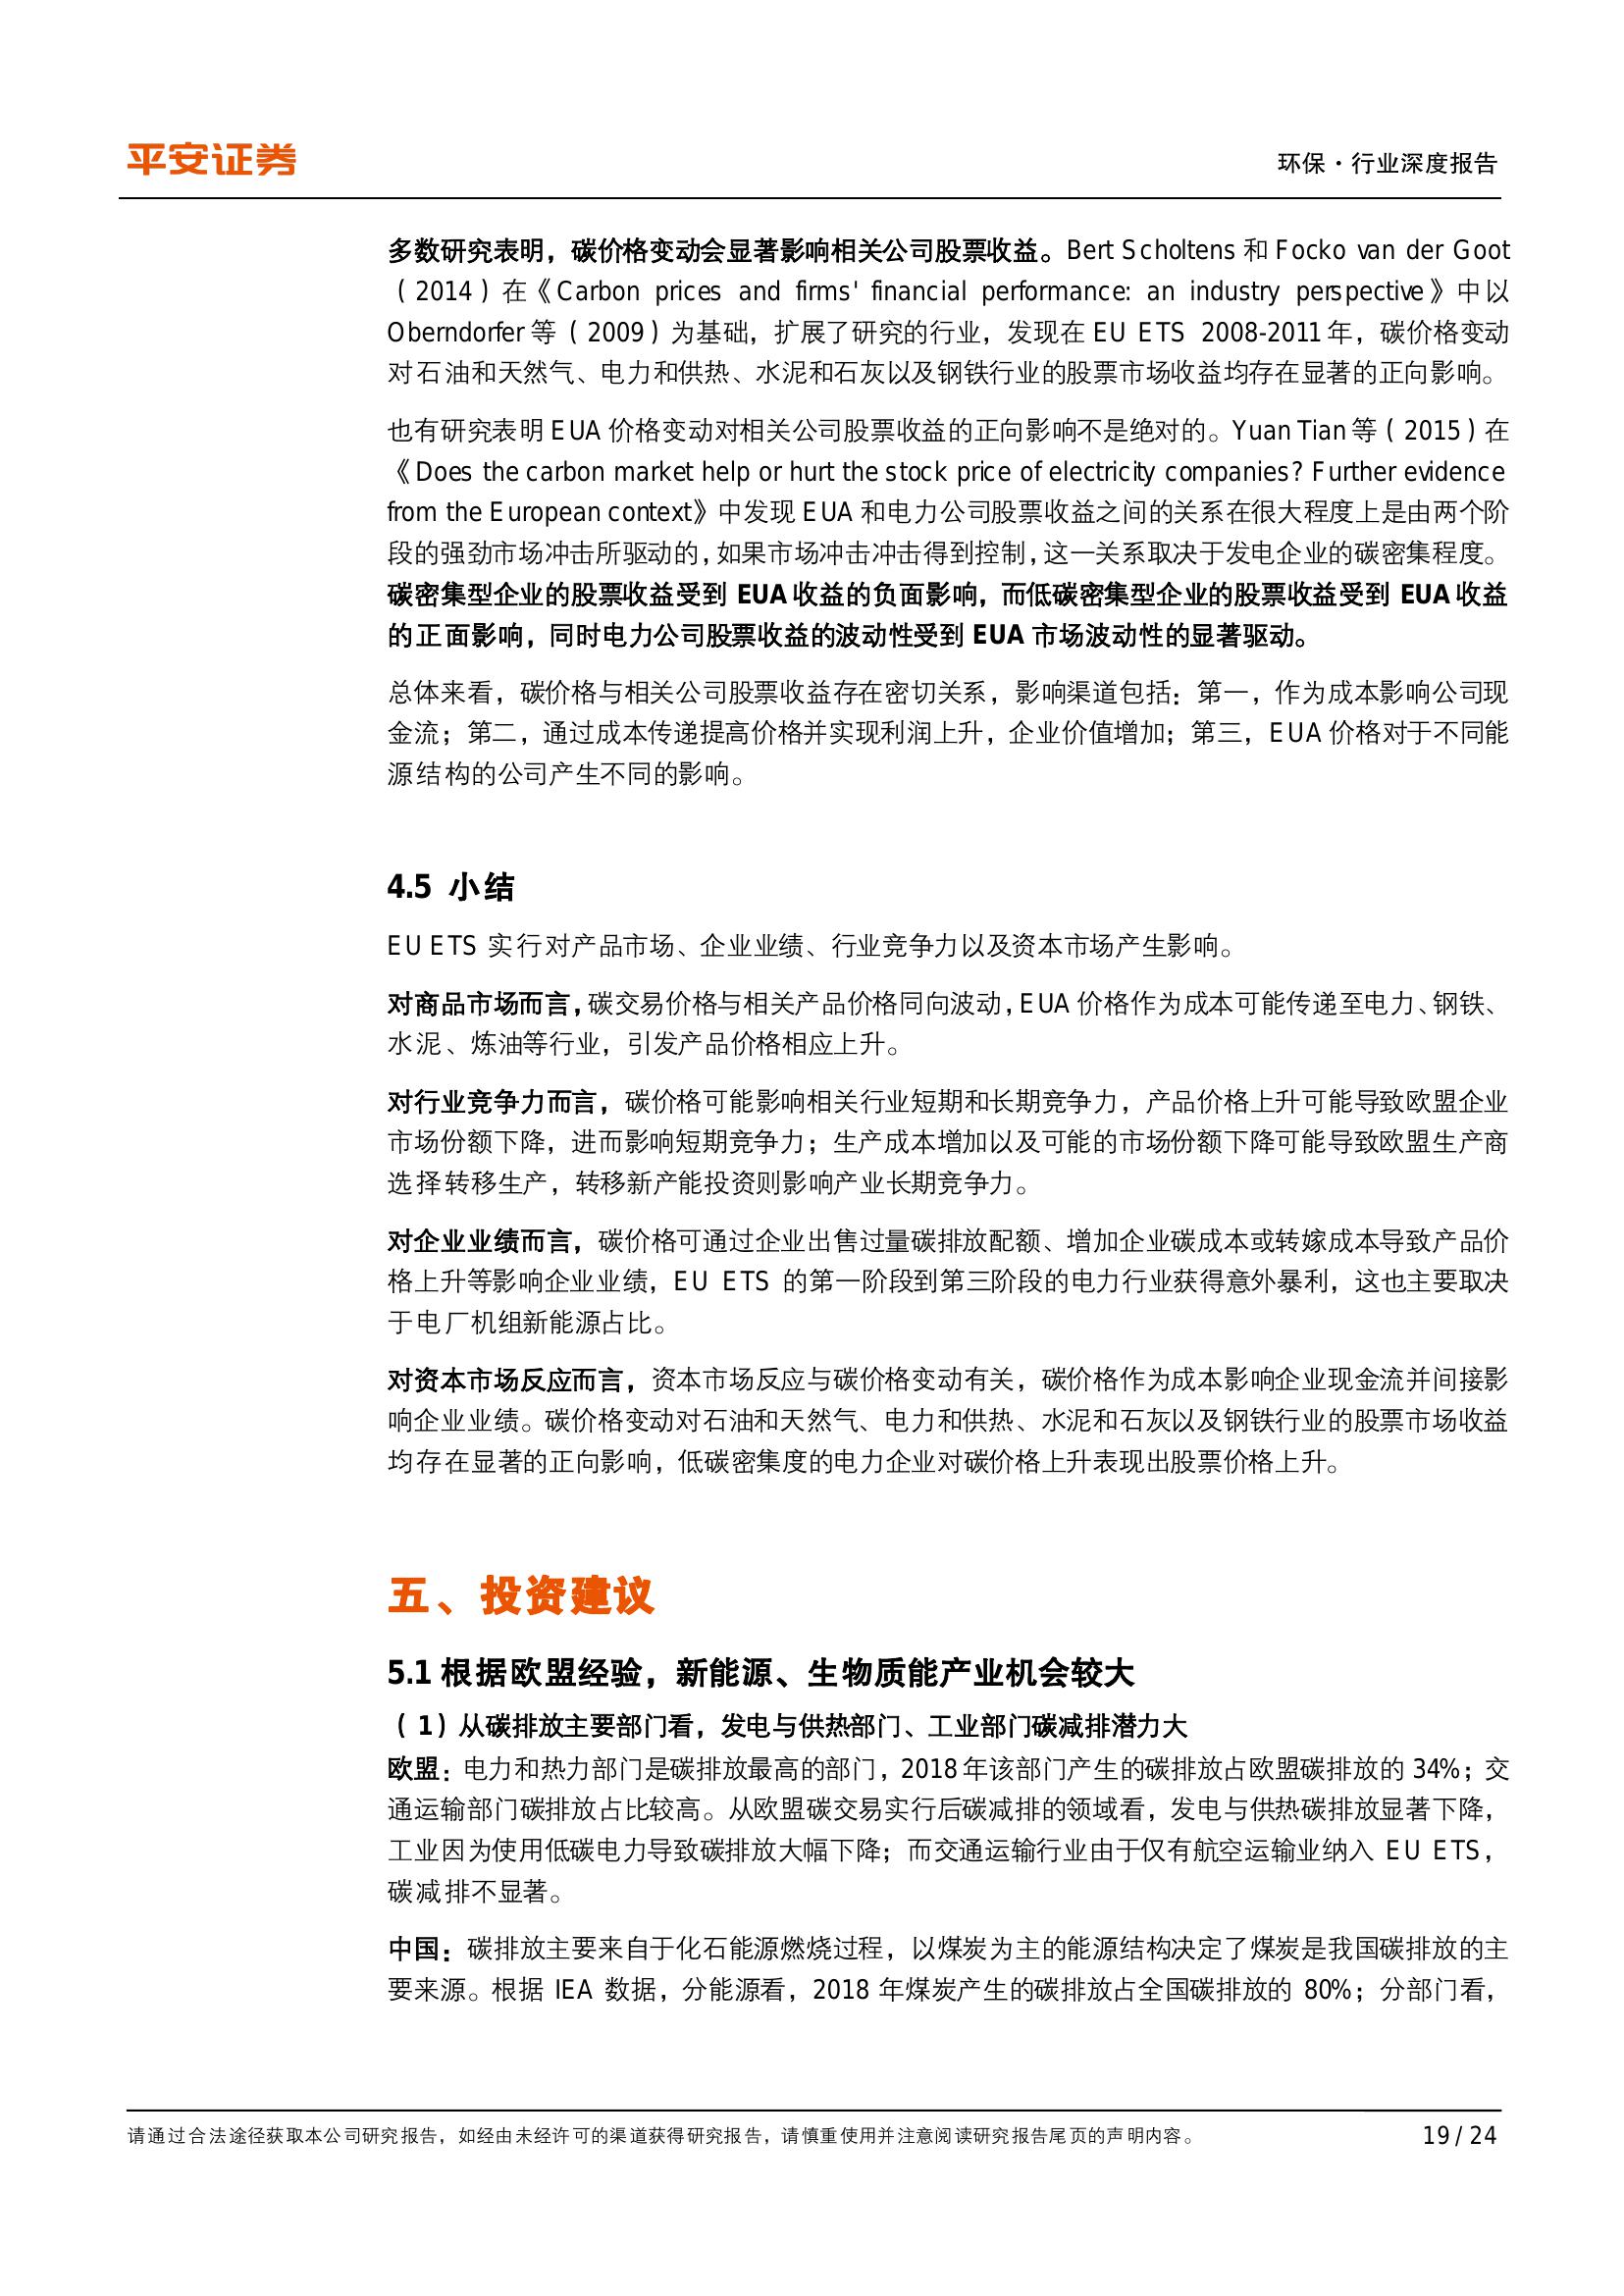 平安证券
环保·行业深度报告
多数研究表明，碳价格变动会显著影响相关公司股票收益。Bert Scholtens 和 Focko van der Goot
（2014）在《Carbon prices and firms' financial performance: an industry perspective》中以
Oberndorfer 等（2009）为基础，扩展了研究的行业，发现在 EU ETS 2008-2011 年，碳价格变动
对石油和天然气、电力和供热、水泥和石灰以及钢铁行业的股票市场收益均存在显著的正向影响。
也有研究表明 EUA 价格变动对相关公司股票收益的正向影响不是绝对的。Yuan Tian 等（2015）在
《Does the carbon market help or hurt the stock price of electricity companies? Further evidence
from the European context》中发现 EUA 和电力公司股票收益之间的关系在很大程度上是由两个阶
段的强劲市场冲击所驱动的，如果市场冲击冲击得到控制，这一关系取决于发电企业的碳密集程度。
碳密集型企业的股票收益受到 EUA 收益的负面影响，而低碳密集型企业的股票收益受到 EUA 收益
的正面影响，同时电力公司股票收益的波动性受到 EUA 市场波动性的显著驱动。
总体来看，碳价格与相关公司股票收益存在密切关系，影响渠道包括：第一，作为成本影响公司现
金流；第二，通过成本传递提高价格并实现利润上升，企业价值增加；第三，EUA 价格对于不同能
源结构的公司产生不同的影响。
4.5 小结
EU ETS 实行对产品市场、企业业绩、行业竞争力以及资本市场产生影响。
对商品市场而言，碳交易价格与相关产品价格同向波动，EUA 价格作为成本可能传递至电力、钢铁、
水泥、炼油等行业，引发产品价格相应上升。
对行业竞争力而言，碳价格可能影响相关行业短期和长期竞争力，产品价格上升可能导致欧盟企业
市场份额下降，进而影响短期竞争力；生产成本增加以及可能的市场份额下降可能导致欧盟生产商
选择转移生产，转移新产能投资则影响产业长期竞争力。
对企业业绩而言，碳价格可通过企业出售过量碳排放配额、增加企业碳成本或转嫁成本导致产品价
格上升等影响企业业绩，EU ETS 的第一阶段到第三阶段的电力行业获得意外暴利，这也主要取决
于电厂机组新能源占比。
对资本市场反应而言，资本市场反应与碳价格变动有关，碳价格作为成本影响企业现金流并间接影
响企业业绩。碳价格变动对石油和天然气、电力和供热、水泥和石灰以及钢铁行业的股票市场收益
均存在显著的正向影响，低碳密集度的电力企业对碳价格上升表现出股票价格上升。
五、投资建议
5.1 根据欧盟经验，新能源、生物质能产业机会较大
（1）从碳排放主要部门看，发电与供热部门、工业部门碳减排潜力大
欧盟：电力和热力部门是碳排放最高的部门，2018 年该部门产生的碳排放占欧盟碳排放的 34%；交
通运输部门碳排放占比较高。从欧盟碳交易实行后碳减排的领域看，发电与供热碳排放显著下降，
工业因为使用低碳电力导致碳排放大幅下降；而交通运输行业由于仅有航空运输业纳入 EU ETS，
碳减排不显著。
中国：碳排放主要来自于化石能源燃烧过程，以煤炭为主的能源结构决定了煤炭是我国碳排放的主
要来源。根据 IEA 数据，分能源看，2018 年煤炭产生的碳排放占全国碳排放的 80%；分部门看，
请通过合法途径获取本公司研究报告，如经由未经许可的渠道获得研究报告，请慎重使用并注意阅读研究报告尾页的声明内容。
19 / 24